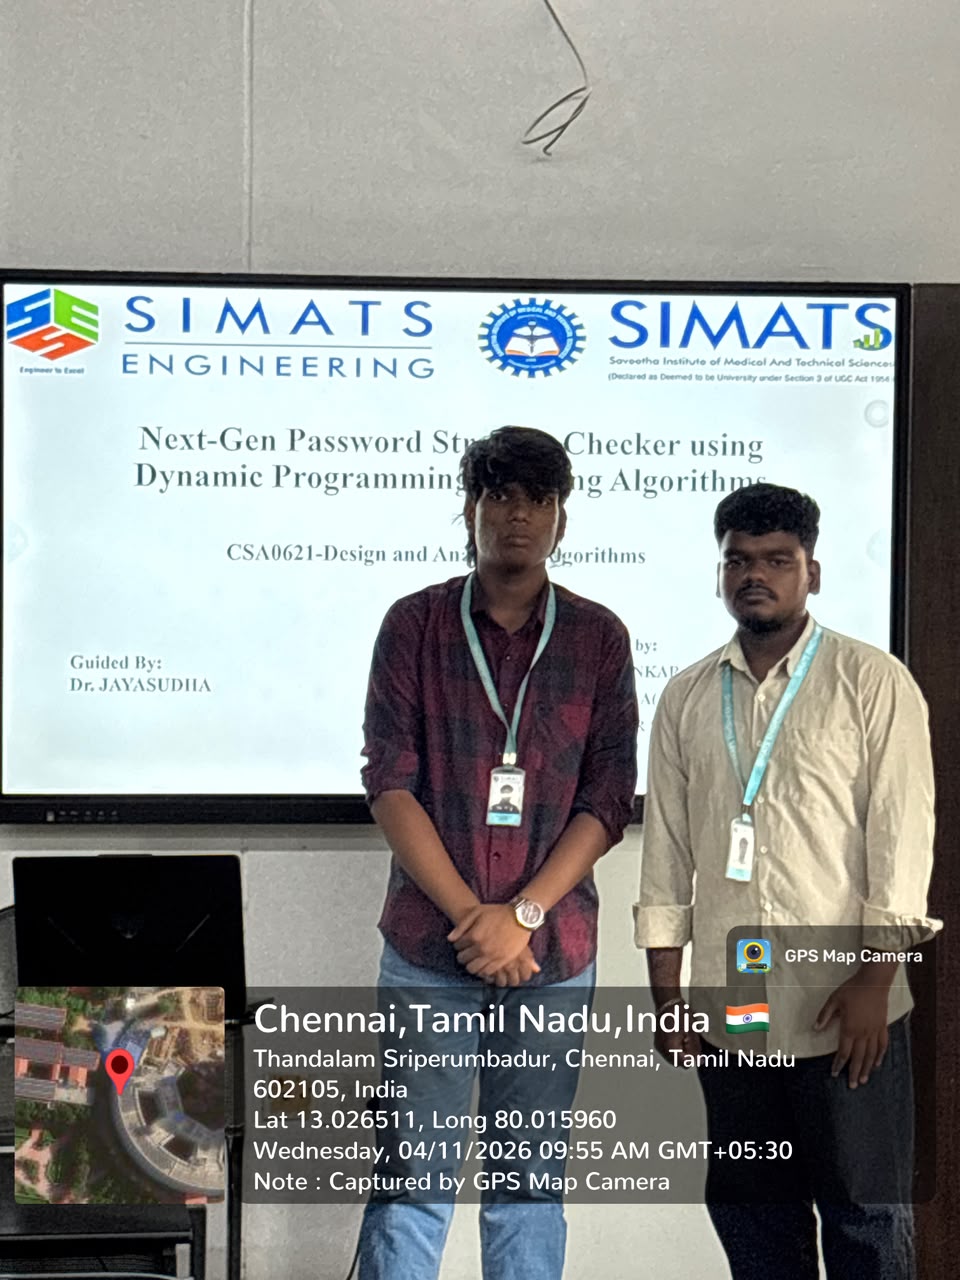 SIMATS
ENGINEERING
Engineer to Excel
SIMATS
Saveetha Institute of Medical And Technical Sciences
(Declared as Deemed to be University under Section 3 of UGC Act 1956
Next-Gen Password Checker using
Dynamic Programming Algorithms
CSA0621-Design and
Guided By:
Dr. JAYASUDHA
by:
SIMATS
GPS Map Camera
Chennai,Tamil Nadu,India
Thandalam Sriperumbadur, Chennai, Tamil Nadu
602105, India
Lat 13.026511, Long 80.015960
Wednesday, 04/11/2026 09:55 AM GMT+05:30
Note : Captured by GPS Map Camera